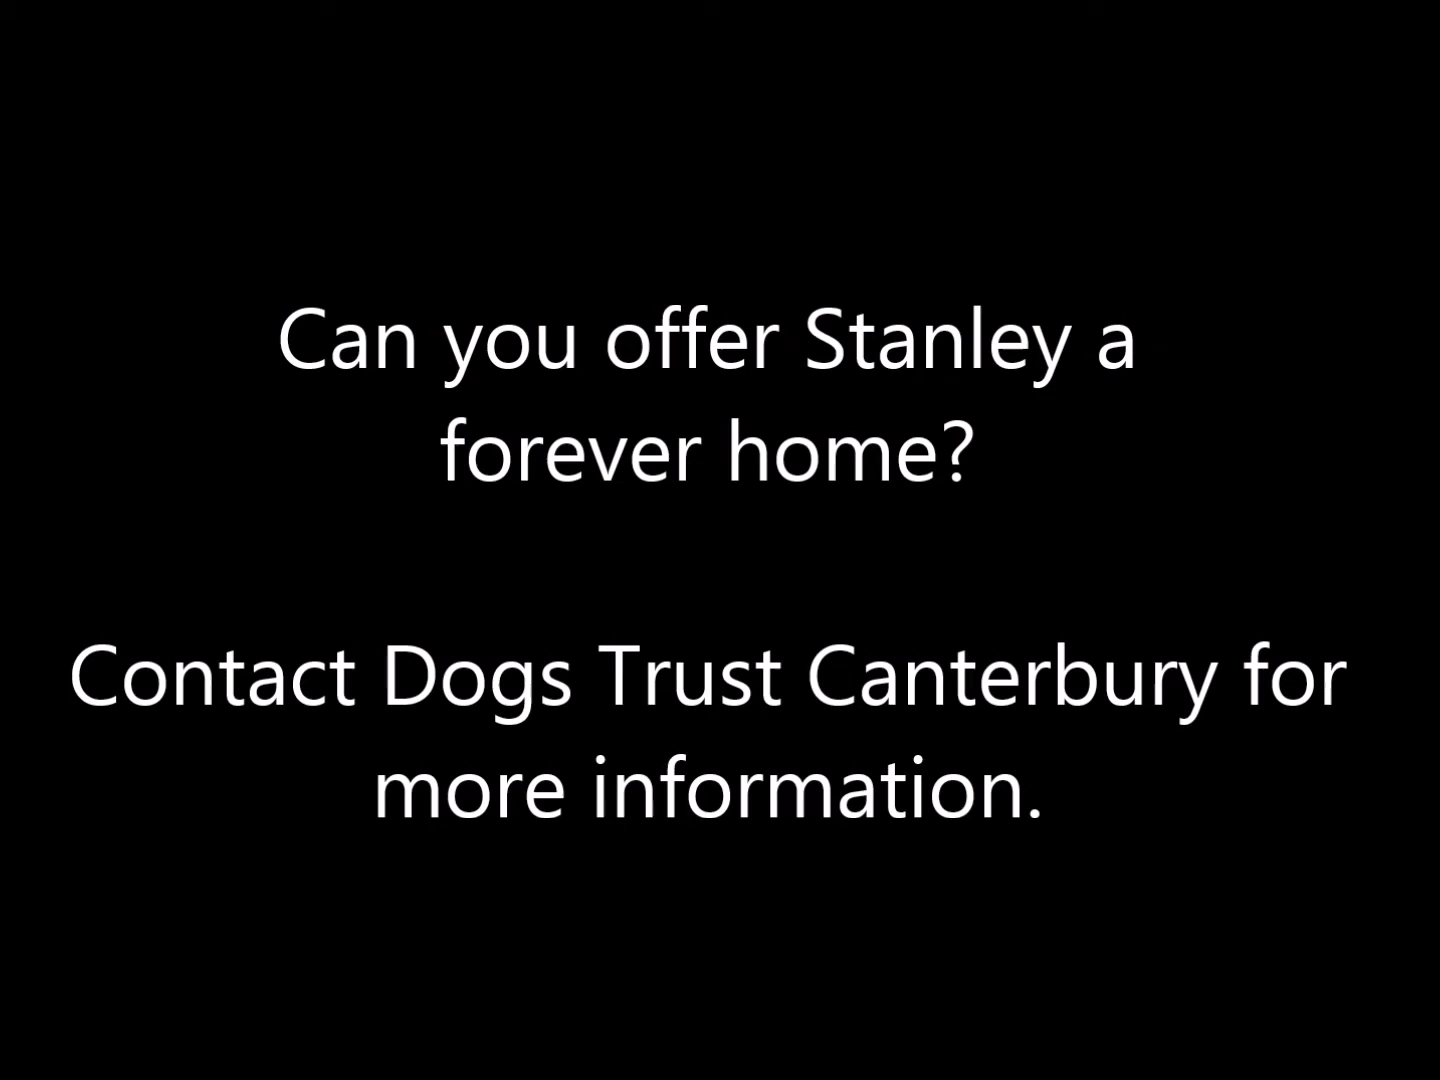 Can you offer Stanley a
forever home?
Contact Dogs Trust Canterbury for
more information.